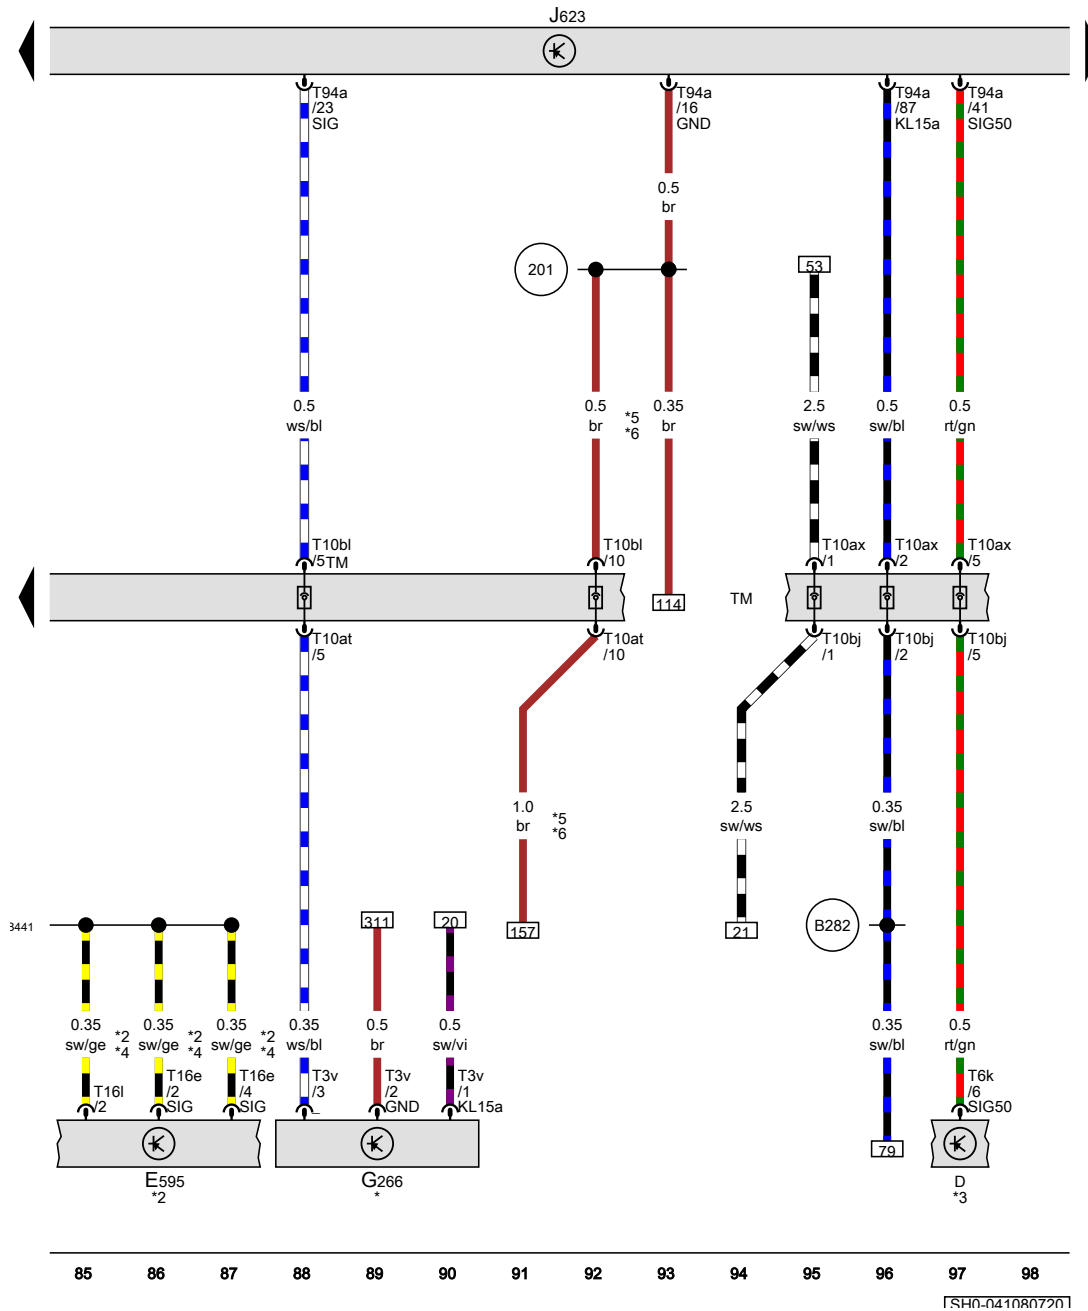 J623
T94a
/23
SIG
T94a
/16
GND
T94a
/87
KL15a
T94a
/41
SIG50
0.5
br
201
53
0.5
ws/bl
0.5
br
*5
*6
0.35
br
2.5
sw/ws
0.5
sw/bl
0.5
rt/gn
T10bl
/5TM
T10bl
/10
T10ax
/1
T10ax
/2
T10ax
/5
114
TM
T10at
/5
T10at
/10
T10bj
/1
T10bj
/2
T10bj
/5
1.0
br
*5
*6
2.5
sw/ws
0.35
sw/bl
3441
311
20
157
21
B282
0.35
sw/ge
*2
*4
0.35
sw/ge
*2
*4
0.35
sw/ge
*2
*4
0.35
ws/bl
0.5
br
0.5
sw/vi
0.35
sw/bl
0.5
rt/gn
T16l
/2
T16e
/2
SIG
T16e
/4
SIG
T3v
/3
_
T3v
/2
GND
T3v
/1
KL15a
T6k
/6
SIG50
79
E595
*2
G266
*
D
*3
85 86 87 88 89 90 91 92 93 94 95 96 97 98
SH0-041080720